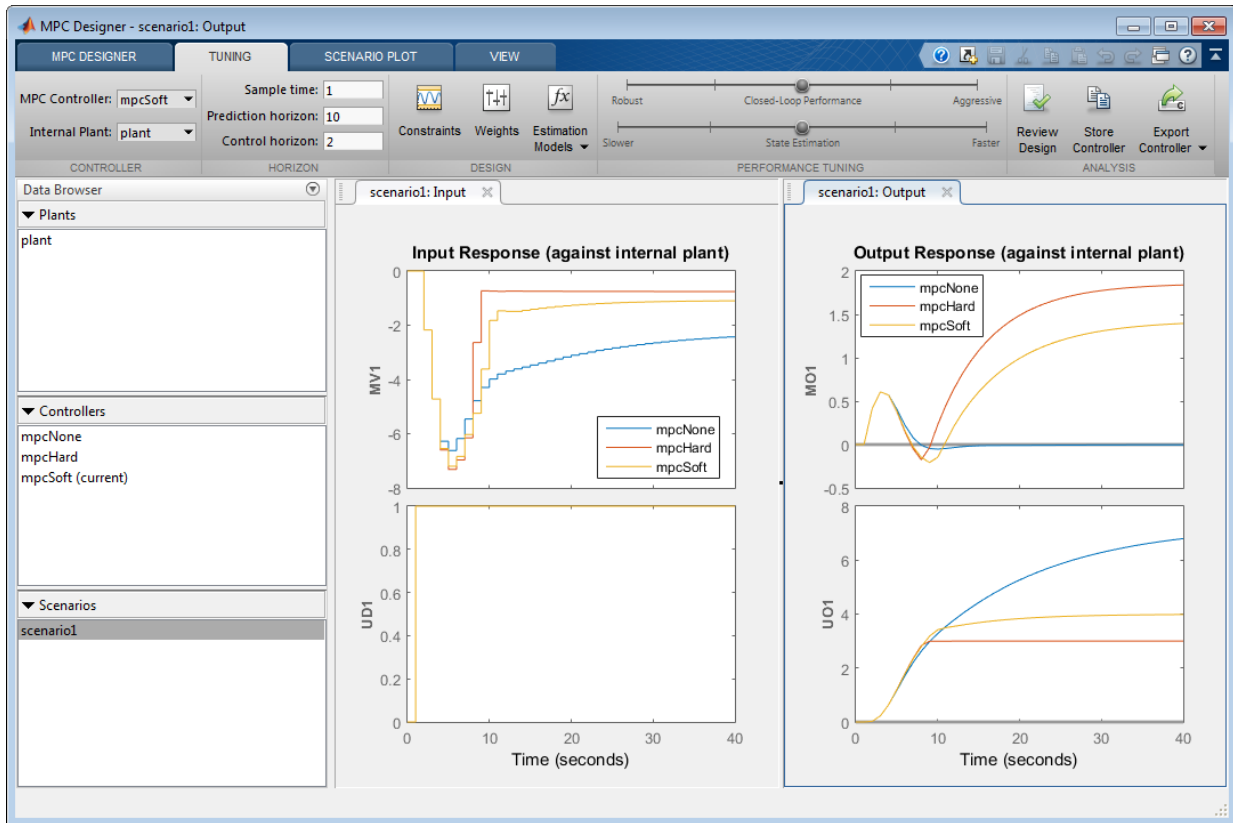 MPC Designer - scenario1: Output
MPC DESIGNER
TUNING
SCENARIO PLOT
VIEW
MPC Controller: mpcSoft
Internal Plant: plant
CONTROLLER
Sample time: 1
Prediction horizon: 10
Control horizon: 2
HORIZON
Constraints
Weights
fx
Estimation
Models
DESIGN
Robust
Closed-Loop Performance
Aggressive
Slower
State Estimation
Faster
PERFORMANCE TUNING
Review
Design
Store
Controller
Export
Controller
ANALYSIS
Data Browser
Plants
plant
Controllers
mpcNone
mpcHard
mpcSoft (current)
Scenarios
scenario1
scenario1: Input
Input Response (against internal plant)
MV1
0
-2
-4
-6
-8
mpcNone
mpcHard
mpcSoft
UD1
1
0.8
0.6
0.4
0.2
0
0 10 20 30 40
Time (seconds)
scenario1: Output
Output Response (against internal plant)
MO1
2
1.5
1
0.5
0
-0.5
mpcNone
mpcHard
mpcSoft
UO1
8
6
4
2
0
0 10 20 30 40
Time (seconds)